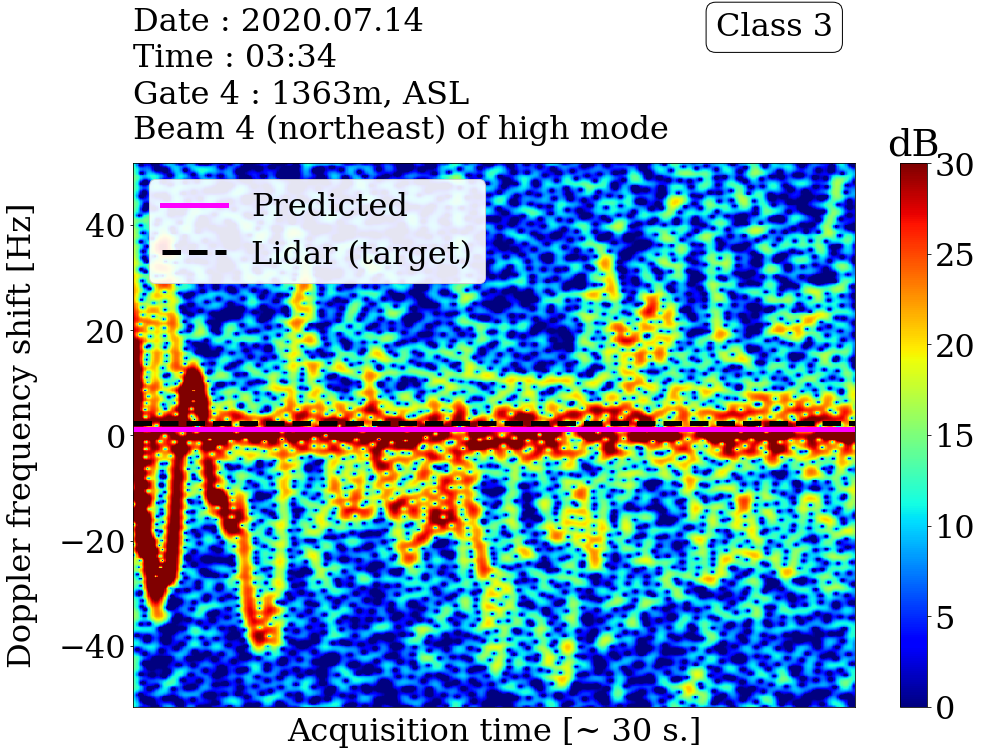 Date : 2020.07.14
Time : 03:34
Gate 4 : 1363m, ASL
Beam 4 (northeast) of high mode
Class 3
dB
Predicted
Lidar (target)
Doppler frequency shift [Hz]
40
20
0
−20
−40
30
25
20
15
10
5
0
Acquisition time [~ 30 s.]